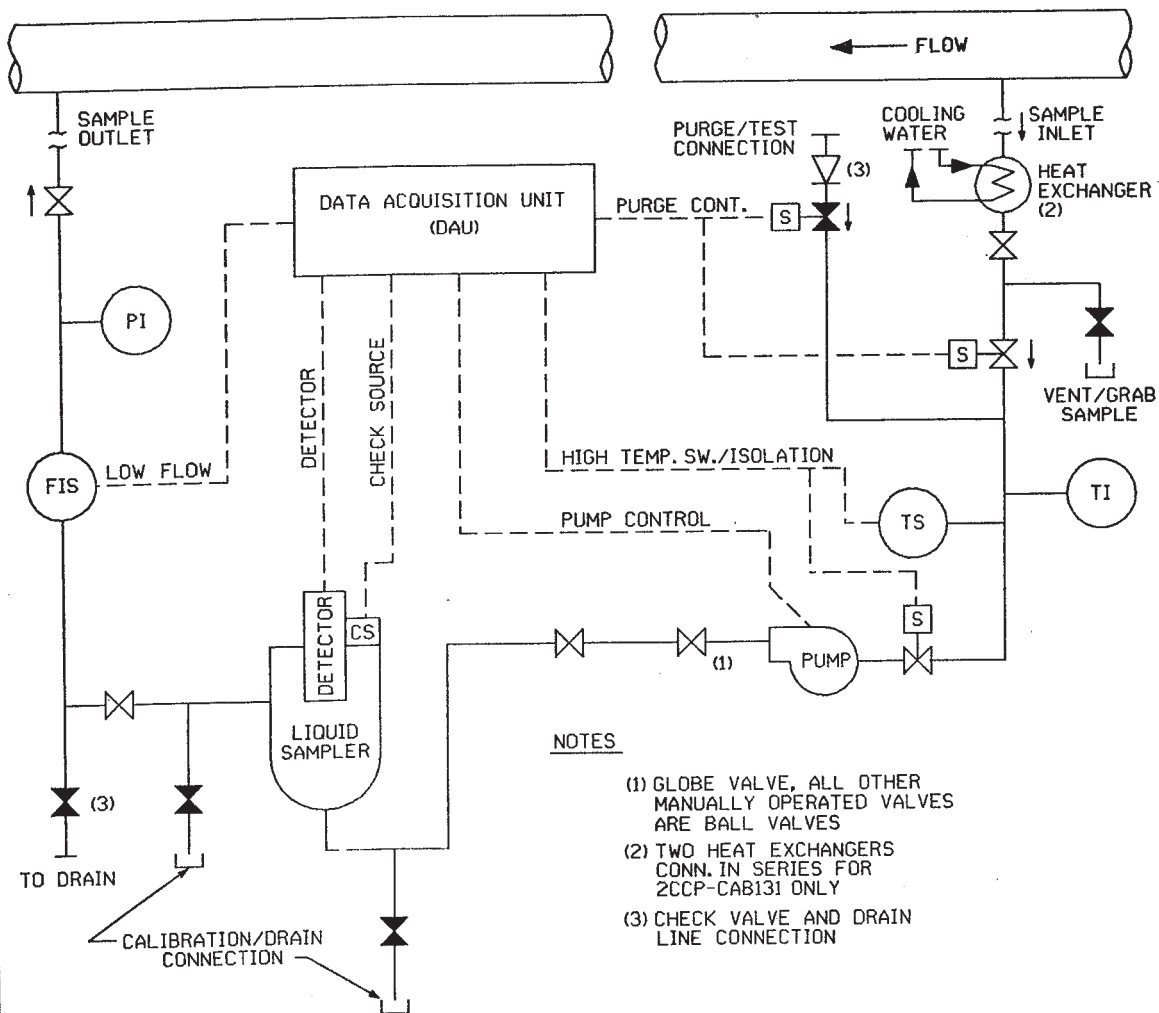 FLOW
SAMPLE
OUTLET
PURGE/TEST
CONNECTION
(3)
COOLING
WATER
SAMPLE
INLET
HEAT
EXCHANGER
(2)
DATA ACQUISITION UNIT
(DAU)
PURGE CONT.
S
PI
S
VENT/GRAB
SAMPLE
DETECTOR
CHECK SOURCE
LOW FLOW
FIS
HIGH TEMP. SW./ISOLATION
TI
TS
PUMP CONTROL
S
DETECTOR
CS
(1)
PUMP
LIQUID
SAMPLER
(3)
TO DRAIN
CALIBRATION/DRAIN
CONNECTION
NOTES
(1) GLOBE VALVE, ALL OTHER
MANUALLY OPERATED VALVES
ARE BALL VALVES
(2) TWO HEAT EXCHANGERS
CONN. IN SERIES FOR
2CCP-CAB131 ONLY
(3) CHECK VALVE AND DRAIN
LINE CONNECTION